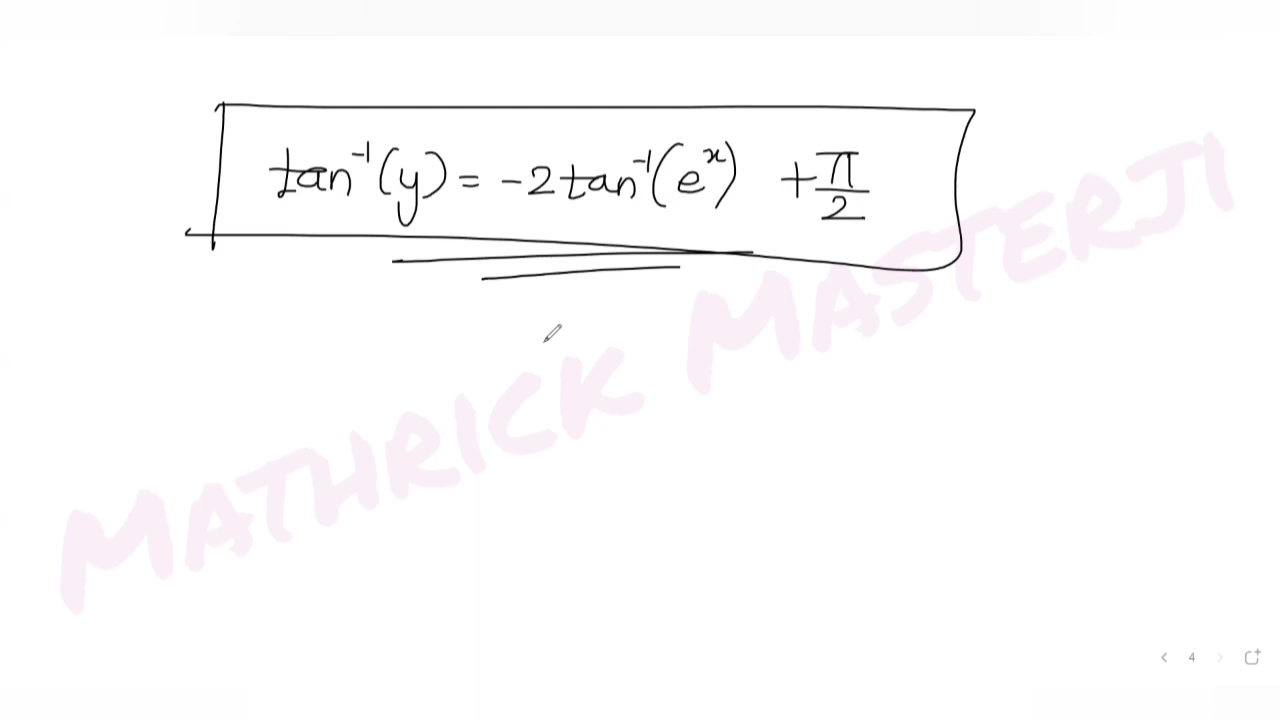 tan⁻¹(y) = -2tan⁻¹(eˣ) + π/2
MATHRICK MASTERJI
4